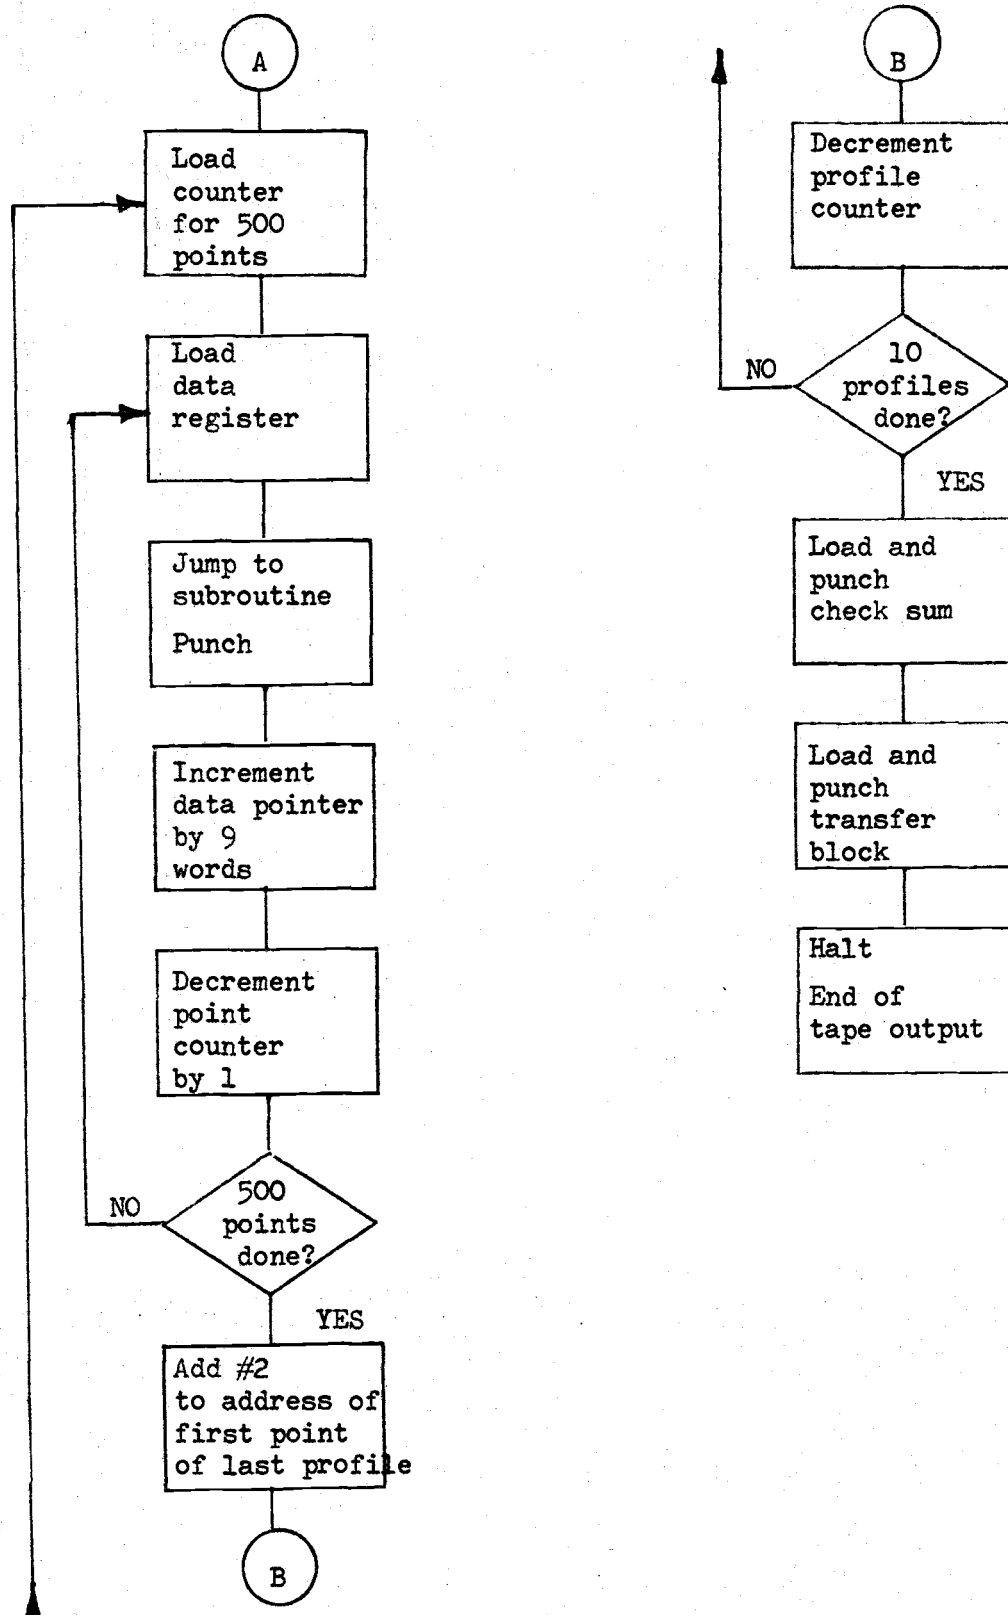 A
Load
counter
for 500
points
Load
data
register
Jump to
subroutine
Punch
Increment
data pointer
by 9
words
Decrement
point
counter
by 1
NO
500
points
done?
YES
Add #2
to address of
first point
of last profile
B
B
Decrement
profile
counter
NO
10
profiles
done?
YES
Load and
punch
check sum
Load and
punch
transfer
block
Halt
End of
tape output